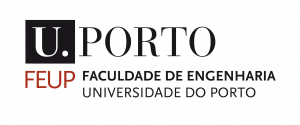 U. PORTO
FEUP FACULDADE DE ENGENHARIA
UNIVERSIDADE DO PORTO